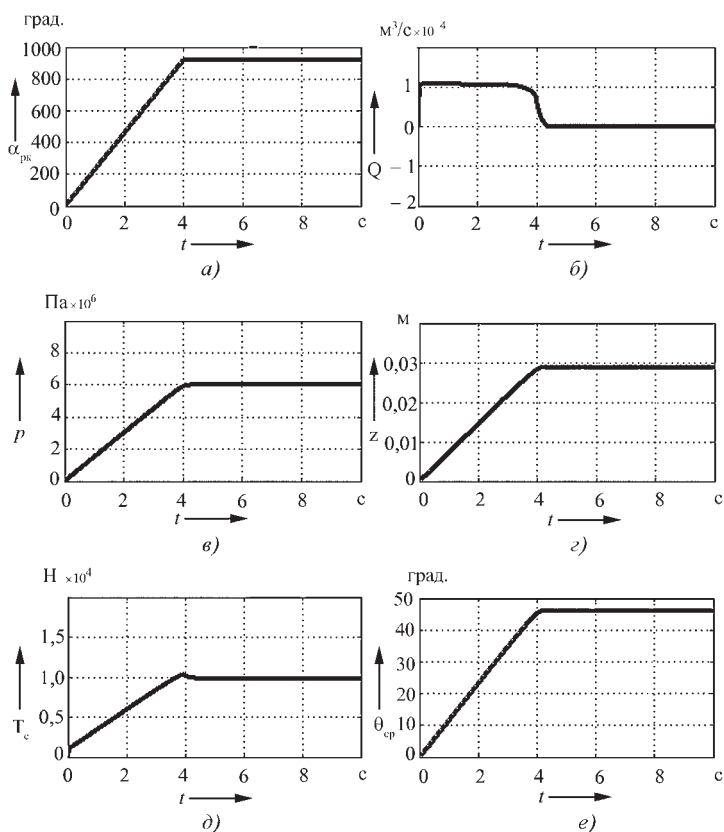 град.
1000
800
600
400
200
0
α рк
0 2 4 6 8 с
t
а)
м³/с×10⁴
1
0
Q − 1
− 2
0 2 4 6 8 с
t
б)
Па×10⁶
8
6
4
2
0
p
0 2 4 6 8 с
t
в)
м
0,03
0,02
0,01
0
z
0 2 4 6 8 с
t
г)
Н ×10⁴
1,5
1,0
0,5
0
Тс
0 2 4 6 8 с
t
д)
град.
50
40
30
20
10
0
θср
0 2 4 6 8 с
t
е)